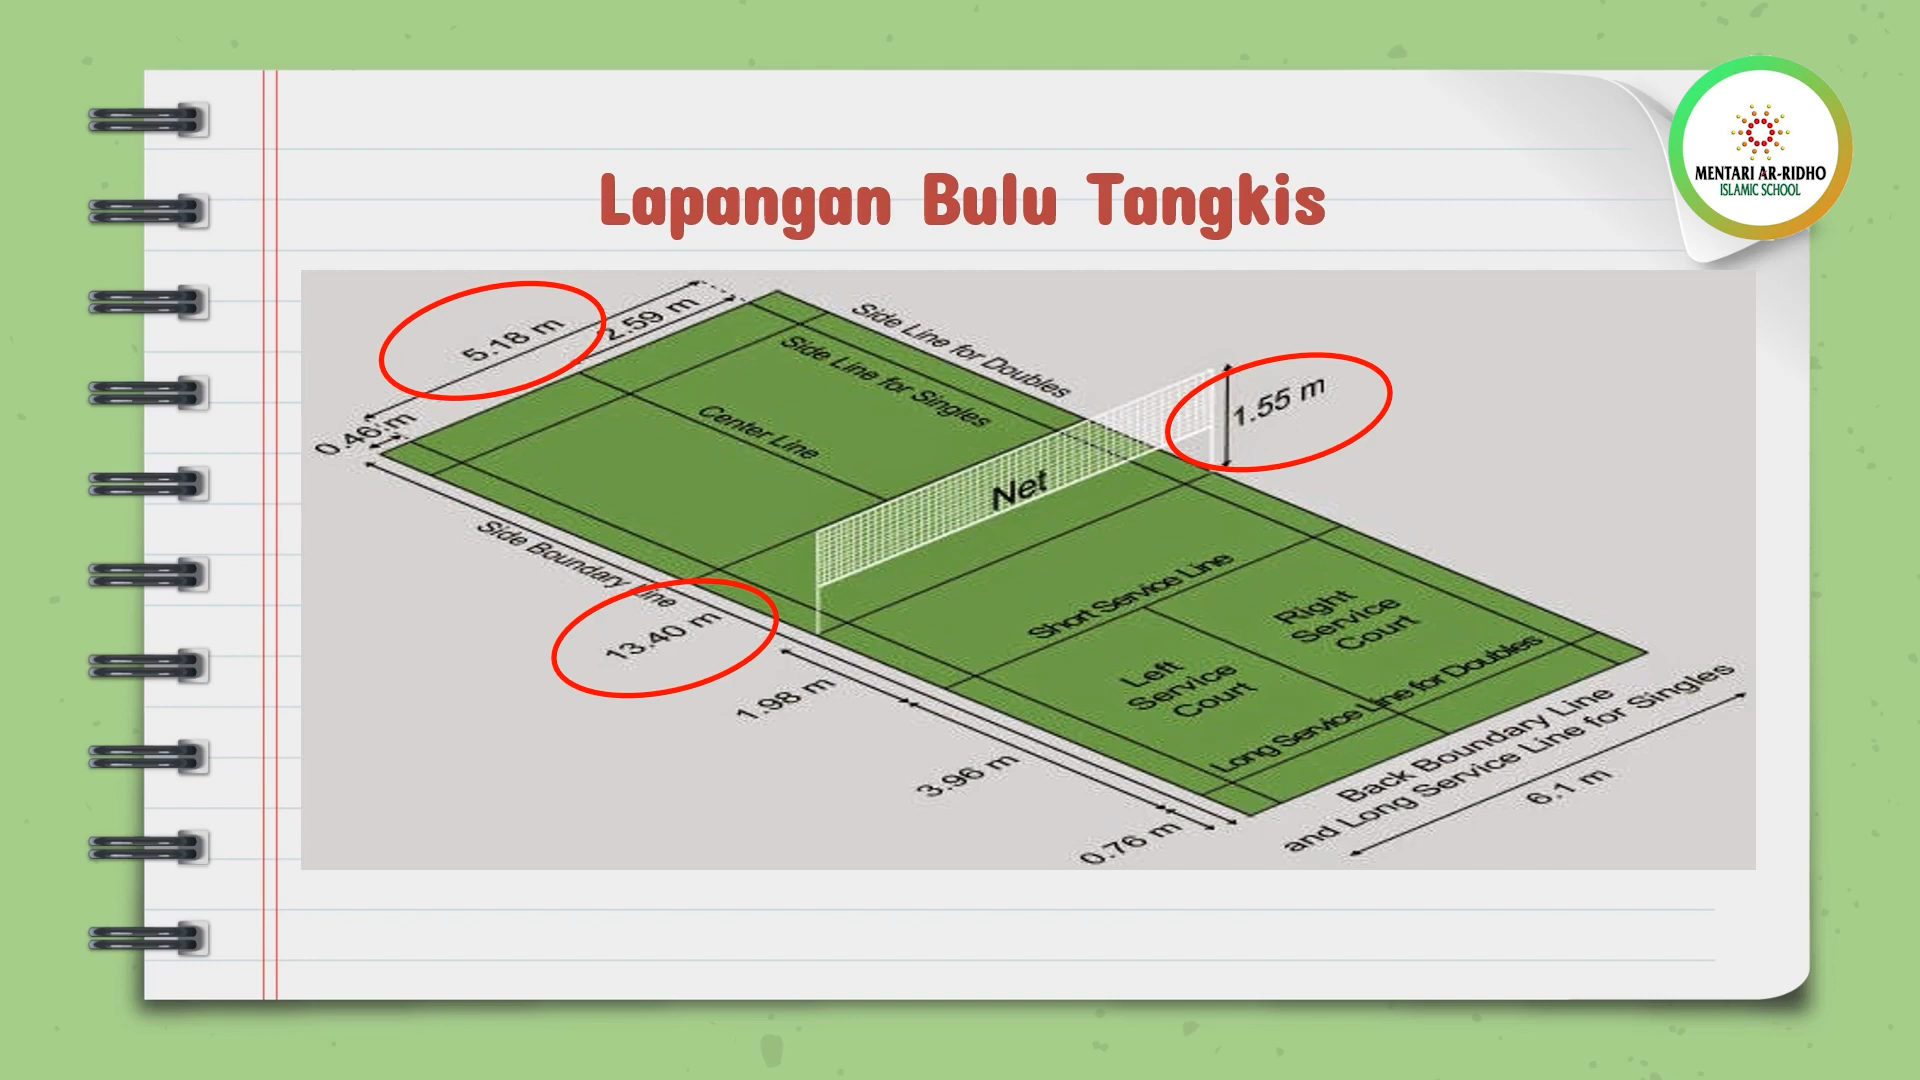 MENTARI AR-RIDHO
ISLAMIC SCHOOL
Lapangan Bulu Tangkis
5.18 m
2.59 m
0.46 m
Side Line for Doubles
Side Line for Singles
Center Line
1.55 m
Net
Side Boundary Line
13.40 m
1.98 m
3.96 m
0.76 m
Short Service Line
Right
Service
Court
Left
Service
Court
Long Service Line for Doubles
Back Boundary Line
and Long Service Line for Singles
6.1 m